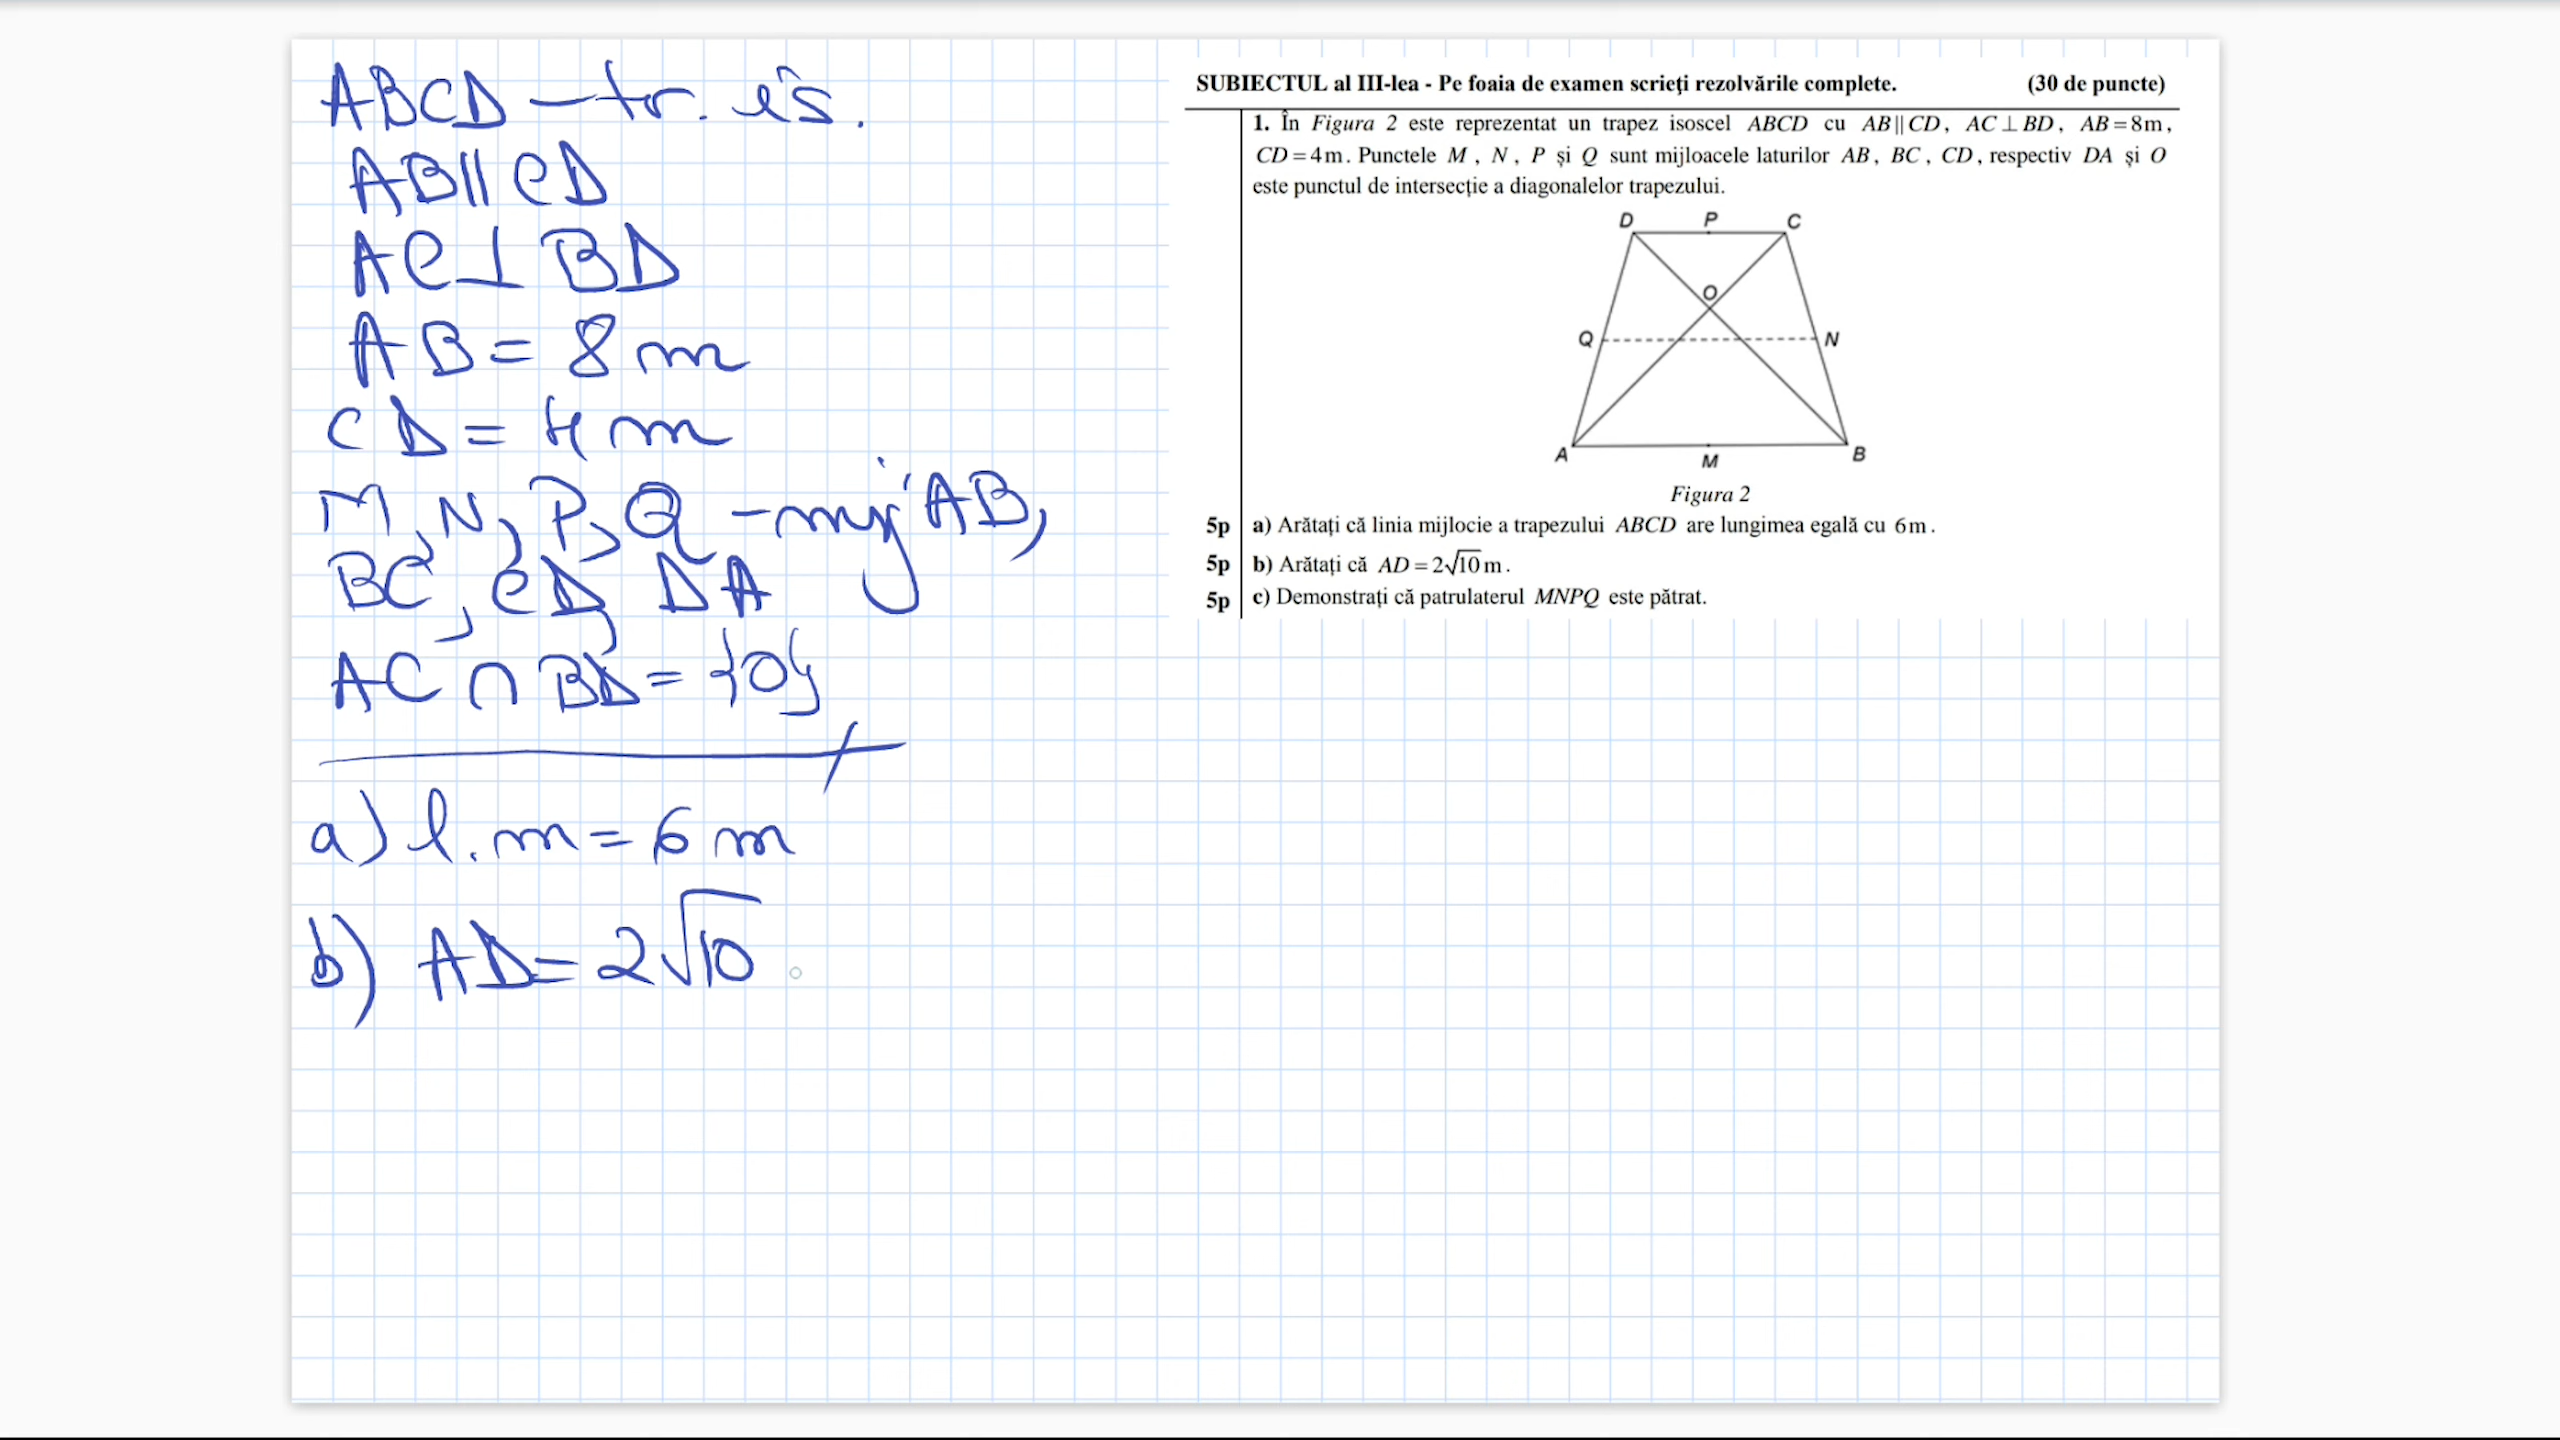 ABCD – tr. is.
AB || CD
AC ⊥ BD
AB = 8 m
CD = 4 m
M, N, P, Q - mij AB,
BC, CD, DA
AC ∩ BD = {O}
a) l. m = 6 m
b) AD = 2√10
SUBIECTUL al III-lea - Pe foaia de examen scrieţi rezolvările complete. (30 de puncte)
1. În Figura 2 este reprezentat un trapez isoscel ABCD cu AB || CD, AC ⊥ BD, AB = 8m,
CD = 4m. Punctele M, N, P și Q sunt mijloacele laturilor AB, BC, CD, respectiv DA și O
este punctul de intersecție a diagonalelor trapezului.
D P C
O
Q N
A M B
Figura 2
5p a) Arătați că linia mijlocie a trapezului ABCD are lungimea egală cu 6m.
5p b) Arătați că AD = 2√10 m.
5p c) Demonstrați că patrulaterul MNPQ este pătrat.